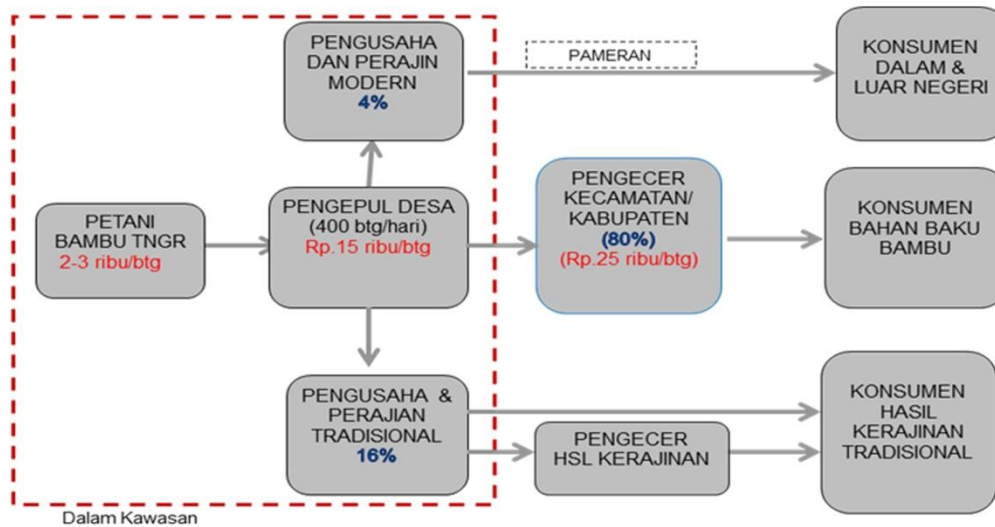 PENGUSAHA
DAN PERAJIN
MODERN
4%
PAMERAN
KONSUMEN
DALAM &
LUAR NEGERI
PETANI
BAMBU TNGR
2-3 ribu/btg
PENGEPUL DESA
(400 btg/hari)
Rp.15 ribu/btg
PENGECER
KECAMATAN/
KABUPATEN
(80%)
(Rp.25 ribu/btg)
KONSUMEN
BAHAN BAKU
BAMBU
PENGUSAHA &
PERAJIAN
TRADISIONAL
16%
PENGECER
HSL KERAJINAN
KONSUMEN
HASIL
KERAJINAN
TRADISIONAL
Dalam Kawasan